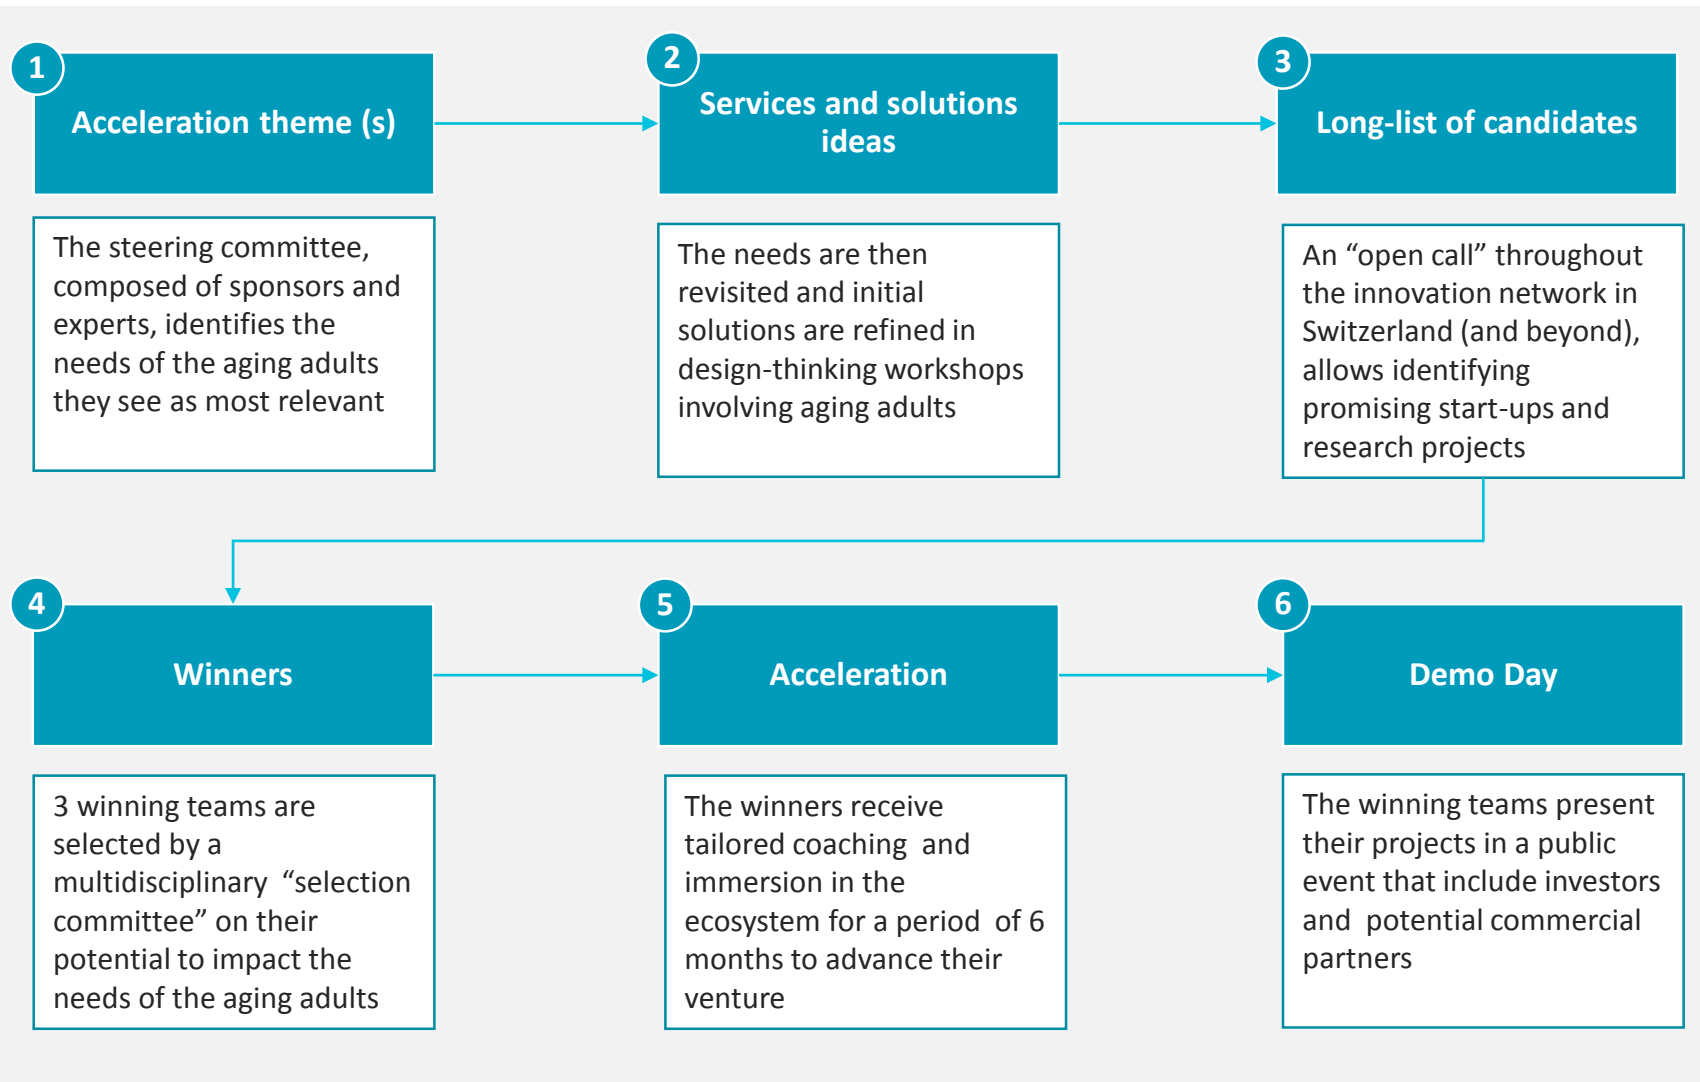 1
Acceleration theme (s)
The steering committee,
composed of sponsors and
experts, identifies the
needs of the aging adults
they see as most relevant
2
Services and solutions
ideas
The needs are then
revisited and initial
solutions are refined in
design-thinking workshops
involving aging adults
3
Long-list of candidates
An “open call” throughout
the innovation network in
Switzerland (and beyond),
allows identifying
promising start-ups and
research projects
4
Winners
3 winning teams are
selected by a
multidisciplinary “selection
committee” on their
potential to impact the
needs of the aging adults
5
Acceleration
The winners receive
tailored coaching and
immersion in the
ecosystem for a period of 6
months to advance their
venture
6
Demo Day
The winning teams present
their projects in a public
event that include investors
and potential commercial
partners